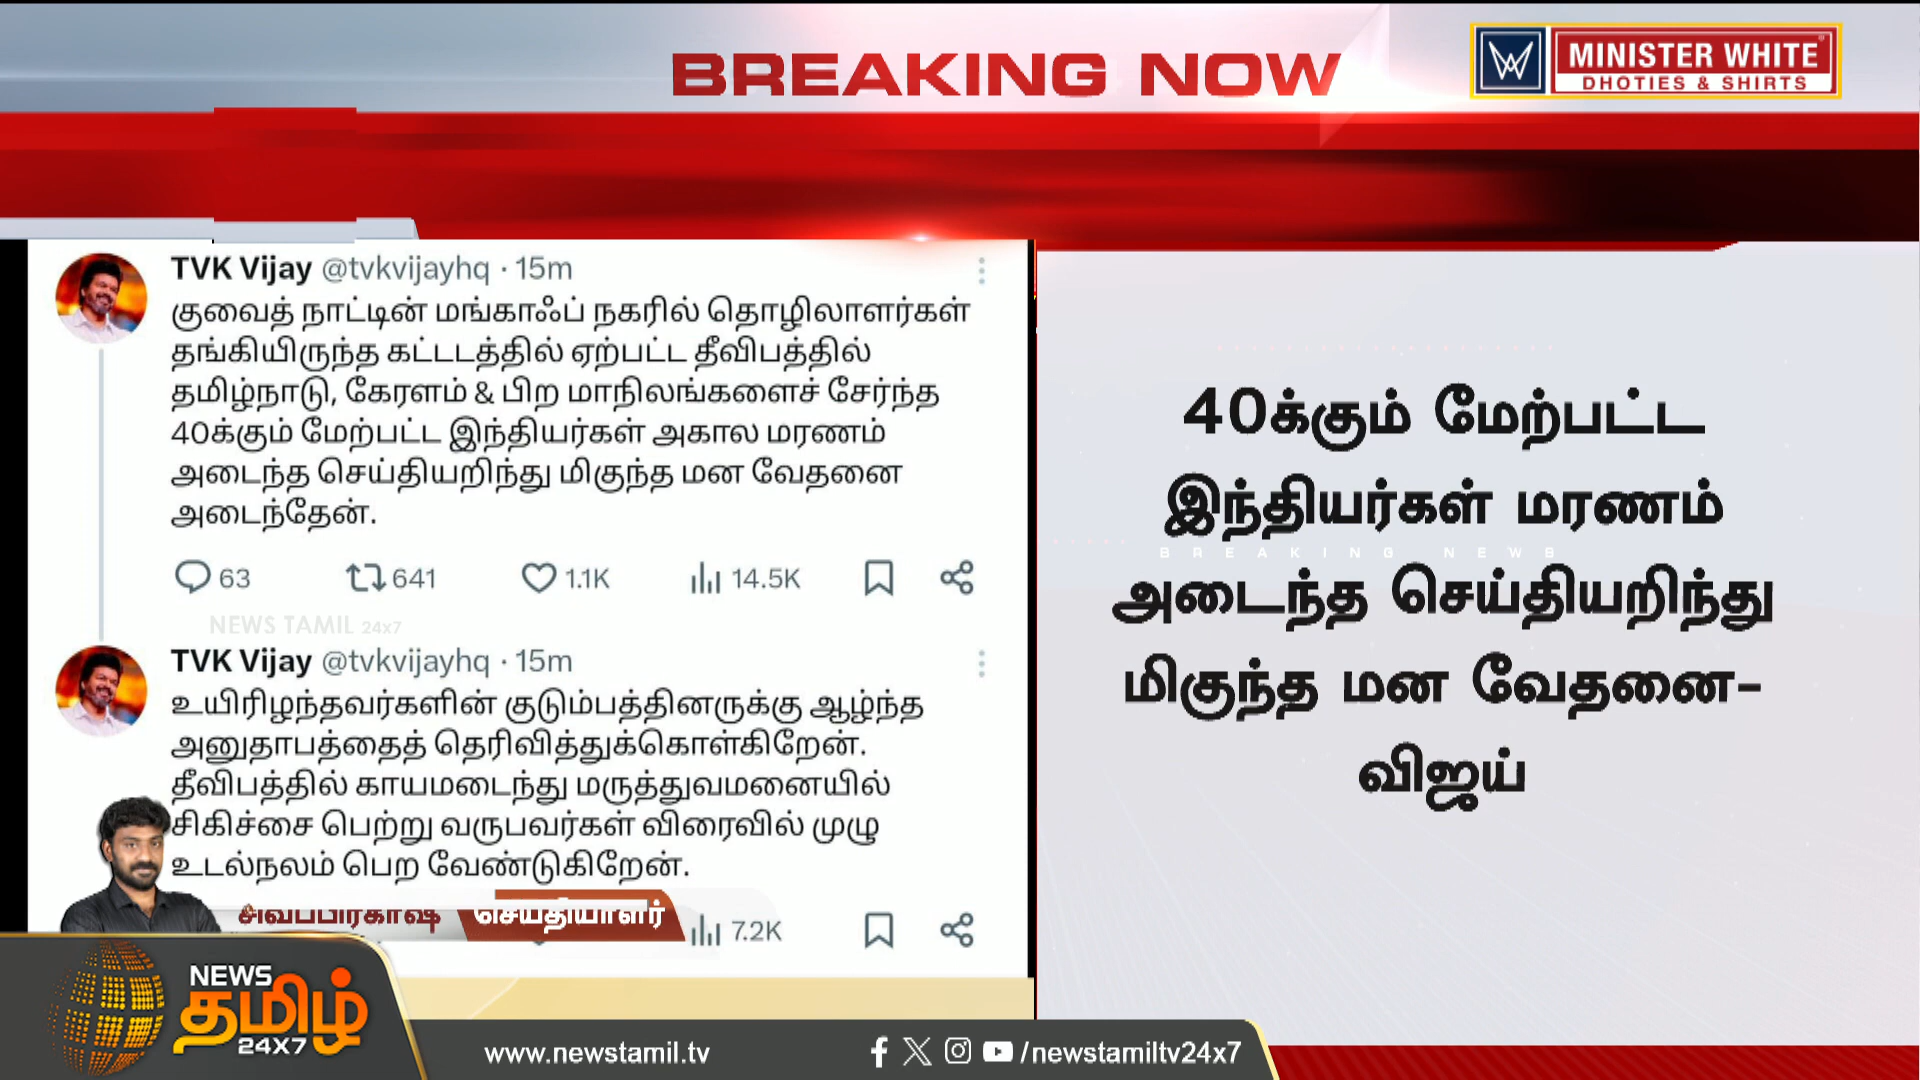 BREAKING NOW
W
MINISTER WHITE
DHOTIES & SHIRTS
TVK Vijay @tvkvijayhq · 15m
குவைத் நாட்டின் மங்காஃப் நகரில் தொழிலாளர்கள்
தங்கியிருந்த கட்டடத்தில் ஏற்பட்ட தீவிபத்தில்
தமிழ்நாடு, கேரளம் & பிற மாநிலங்களைச் சேர்ந்த
40க்கும் மேற்பட்ட இந்தியர்கள் அகால மரணம்
அடைந்த செய்தியறிந்து மிகுந்த மன வேதனை
அடைந்தேன்.
63 641 1.1K 14.5K
NEWS TAMIL 24x7
TVK Vijay @tvkvijayhq · 15m
உயிரிழந்தவர்களின் குடும்பத்தினருக்கு ஆழ்ந்த
அனுதாபத்தைத் தெரிவித்துக்கொள்கிறேன்.
தீவிபத்தில் காயமடைந்து மருத்துவமனையில்
சிகிச்சை பெற்று வருபவர்கள் விரைவில் முழு
உடல்நலம் பெற வேண்டுகிறேன்.
சிவப்பிரகாஷ் செய்தியாளர் 7.2K
40க்கும் மேற்பட்ட
இந்தியர்கள் மரணம்
BREAKING NEWS
அடைந்த செய்தியறிந்து
மிகுந்த மன வேதனை-
விஜய்
NEWS
தமிழ்
24X7
www.newstamil.tv
/newstamiltv24x7